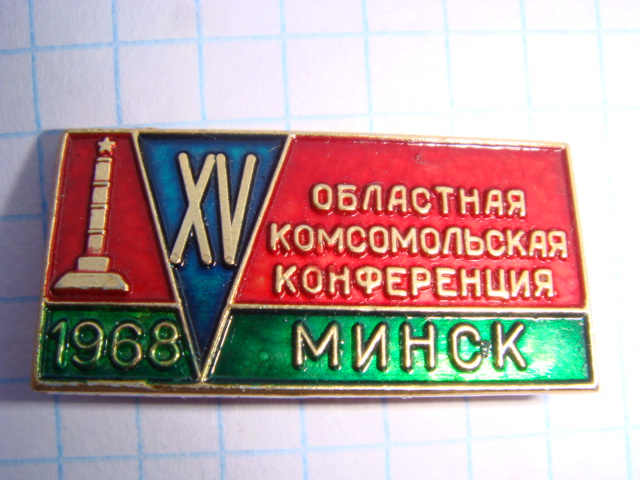 XV
ОБЛАСТНАЯ
КОМСОМОЛЬСКАЯ
КОНФЕРЕНЦИЯ
1968 МИНСК